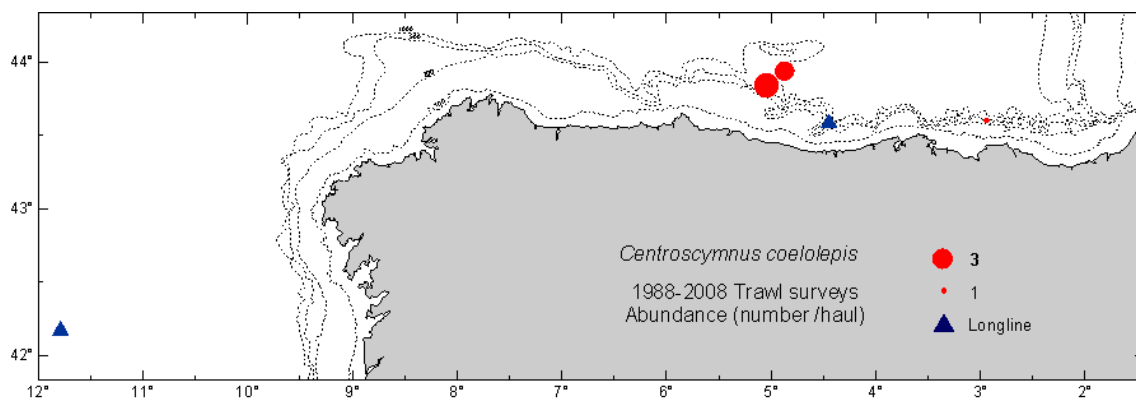 44°
43°
42°
Centroscymnus coelolepis
3
1988-2008 Trawl surveys
1
Abundance (number /haul)
Longline
12° 11° 10° 9° 8° 7° 6° 5° 4° 3° 2°